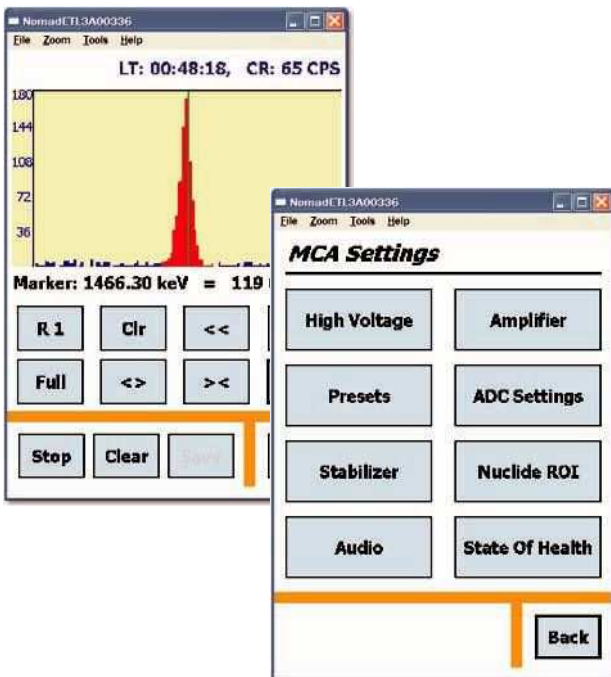 NomadETL3A00336
File Zoom Tools Help
LT: 00:48:18, CR: 65 CPS
180
144
108
72
36
Marker: 1466.30 keV = 119
R 1 Clr <<
Full <> ><
Stop Clear Save
NomadETL3A00336
File Zoom Tools Help
MCA Settings
High Voltage Amplifier
Presets ADC Settings
Stabilizer Nuclide ROI
Audio State Of Health
Back